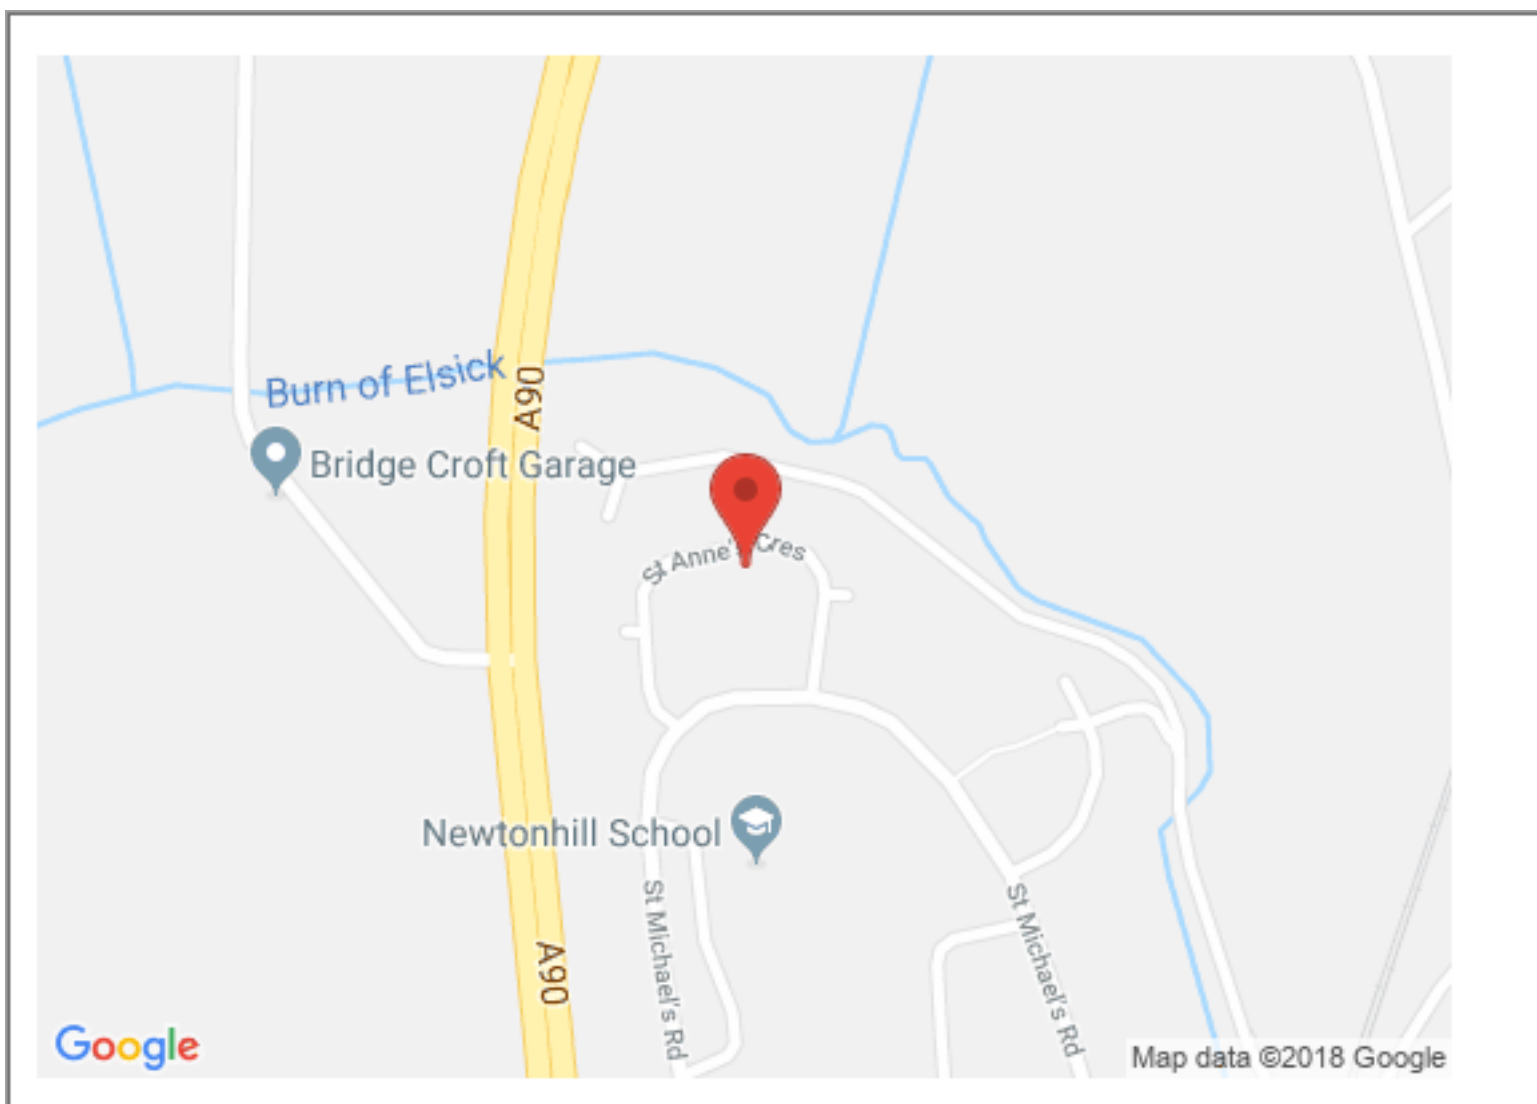 Burn of Elsick
A90
Bridge Croft Garage
St Anne's Cres
Newtonhill School
St Michael's Rd
St Michael's Rd
A90
Google
Map data ©2018 Google